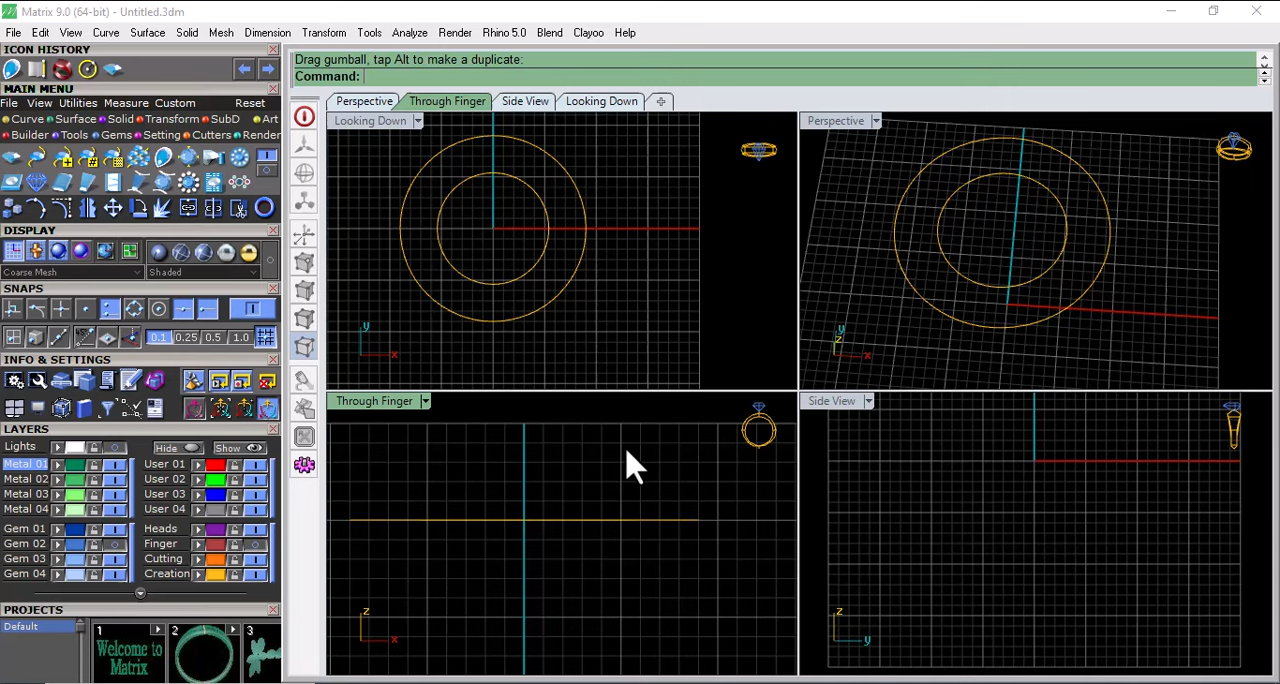 Matrix 9.0 (64-bit) - Untitled.3dm
File Edit View Curve Surface Solid Mesh Dimension Transform Tools Analyze Render Rhino 5.0 Blend Clayoo Help
ICON HISTORY
Drag gumball, tap Alt to make a duplicate:
Command:
MAIN MENU
File View Utilities Measure Custom Reset
Curve Surface Solid Transform SubD Art
Builder Tools Gems Setting Cutters Render
Perspective Through Finger Side View Looking Down
Looking Down
Perspective
DISPLAY
Coarse Mesh Shaded
SNAPS
0.1 0.25 0.5 1.0
INFO & SETTINGS
y
x
y
z
x
Through Finger
Side View
LAYERS
Lights Hide Show
Metal 01 User 01
Metal 02 User 02
Metal 03 User 03
Metal 04 User 04
Gem 01 Heads
Gem 02 Finger
Gem 03 Cutting
Gem 04 Creation
z
x
z
y
PROJECTS
Default
1
Welcome to
Matrix
2
3